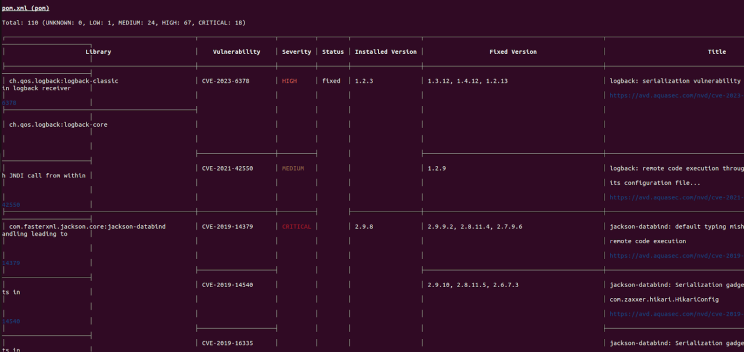 pom.xml (pom)
Total: 110 (UNKNOWN: 0, LOW: 1, MEDIUM: 24, HIGH: 67, CRITICAL: 18)
Library Vulnerability Severity Status Installed Version Fixed Version Title
ch.qos.logback:logback-classic CVE-2023-6378 HIGH fixed 1.2.3 1.3.12, 1.4.12, 1.2.13 logback: serialization vulnerability
in logback receiver
https://avd.aquasec.com/nvd/cve-2023-
6378
ch.qos.logback:logback-core
CVE-2021-42550 MEDIUM 1.2.9 logback: remote code execution throug
h JNDI call from within
its configuration file...
https://avd.aquasec.com/nvd/cve-2021-
42550
com.fasterxml.jackson.core:jackson-databind CVE-2019-14379 CRITICAL 2.9.8 2.9.9.2, 2.8.11.4, 2.7.9.6 jackson-databind: default typing mish
andling leading to
remote code execution
https://avd.aquasec.com/nvd/cve-2019-
14379
CVE-2019-14540 2.9.10, 2.8.11.5, 2.6.7.3 jackson-databind: Serialization gadge
ts in
com.zaxxer.hikari.HikariConfig
https://avd.aquasec.com/nvd/cve-2019-
14540
CVE-2019-16335 jackson-databind: Serialization gadge
ts in